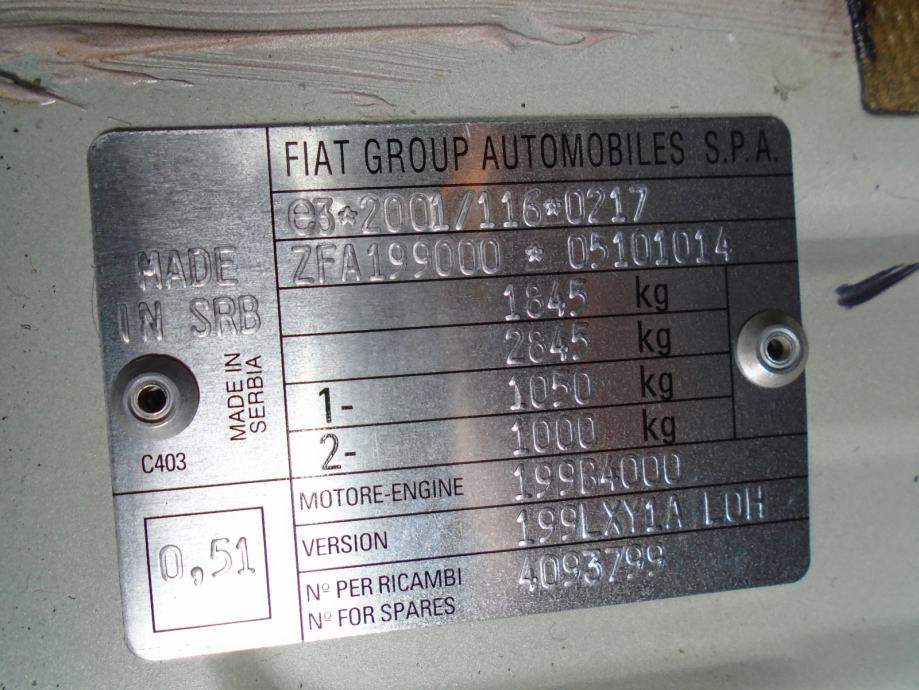 FIAT GROUP AUTOMOBILES S.P.A.
e3*2001/116*0217
ZFA199000 * 05101014
MADE
IN SRB
1845 kg
2845 kg
1- 1050 kg
2- 1000 kg
MADE IN
SERBIA
C403
MOTORE-ENGINE 199B4000
VERSION 199LXY1A LOH
Nº PER RICAMBI 4093799
Nº FOR SPARES
0,51